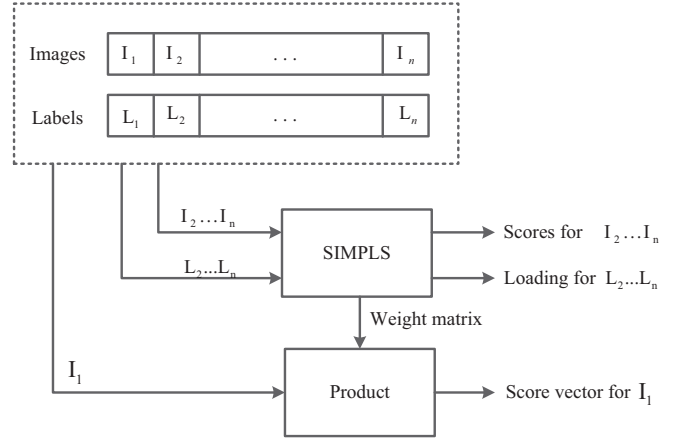 Images I₁ I₂ ... Iₙ
Labels L₁ L₂ ... Lₙ
I₂...Iₙ
L₂...Lₙ
SIMPLS
Scores for I₂...Iₙ
Loading for L₂...Lₙ
Weight matrix
I₁
Product
Score vector for I₁